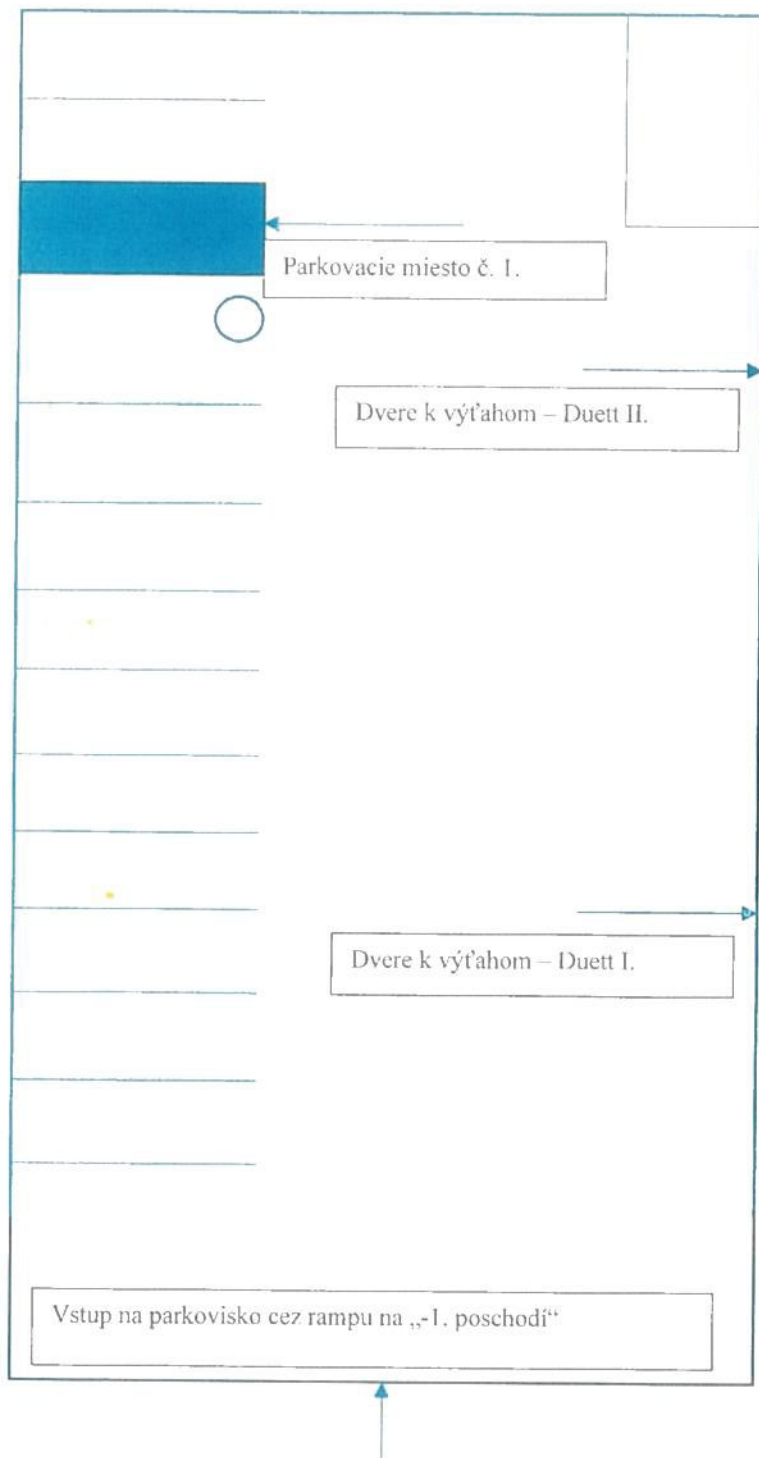 Parkovacie miesto č. 1.
Dvere k výťahom – Duett II.
Dvere k výťahom – Duett I.
Vstup na parkovisko cez rampu na „-1. poschodí“